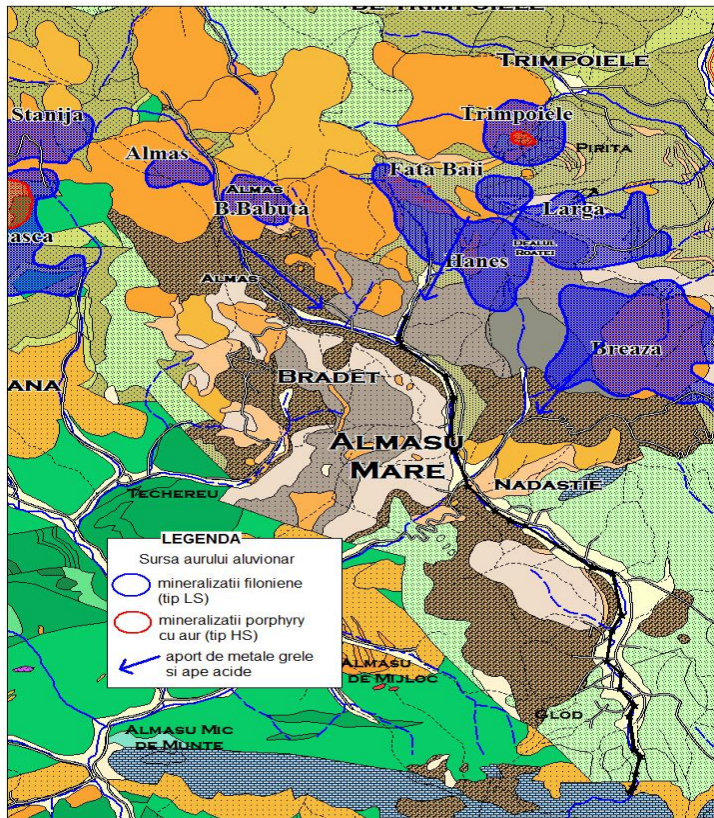 DE TRIMPOIELE
TRIMPOIELE
Stanija
Trimpoiele
PIRITA
Almas
Fata Baii
ALMAS
B.Babuta
Larga
asca
DEALUL
ROATEI
Hanes
ALMAS
Breaza
BRADET
ANA
ALMASU
MARE
NADASTIE
TECHEREU
LEGENDA
Sursa aurului aluvionar
mineralizatii filoniene
(tip LS)
mineralizatii porphyry
cu aur (tip HS)
aport de metale grele
si ape acide
ALMASU
DE MIJLOC
GLOD
ALMASU MIC
DE MUNTE